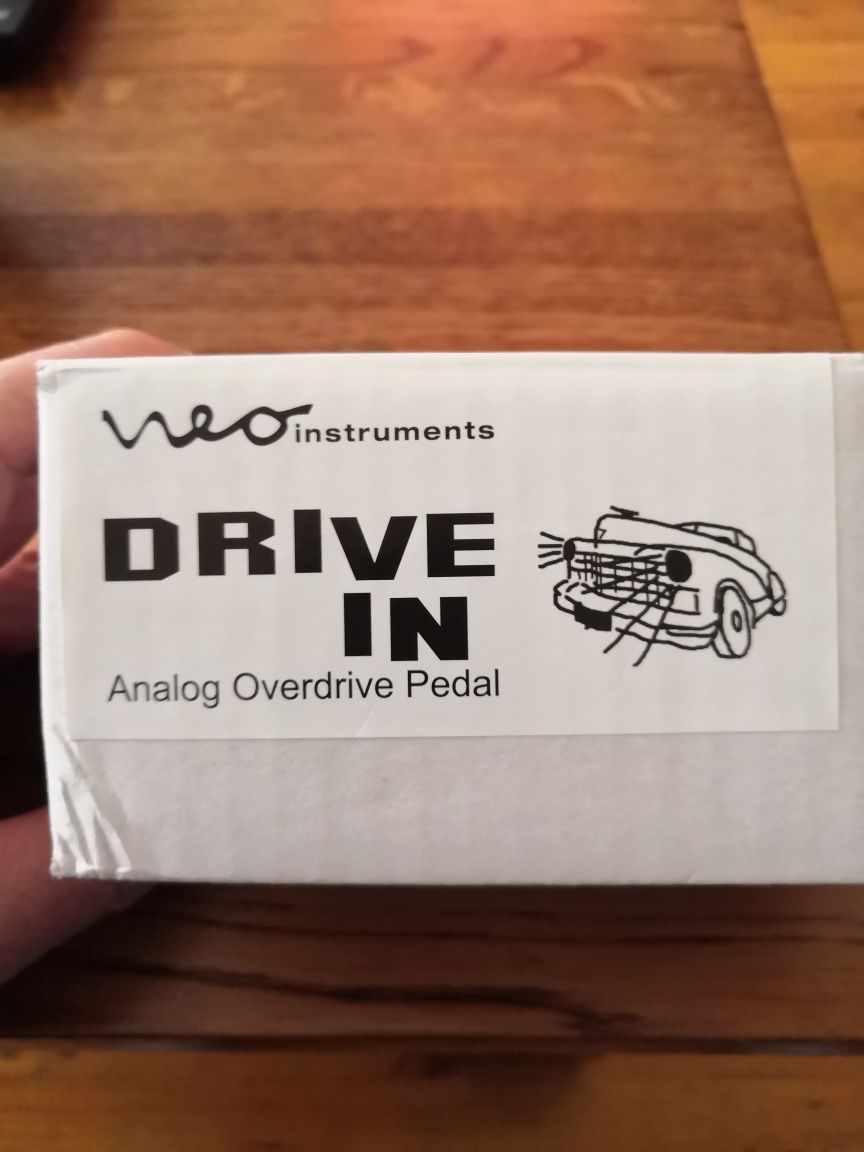 neo instruments
DRIVE
IN
Analog Overdrive Pedal